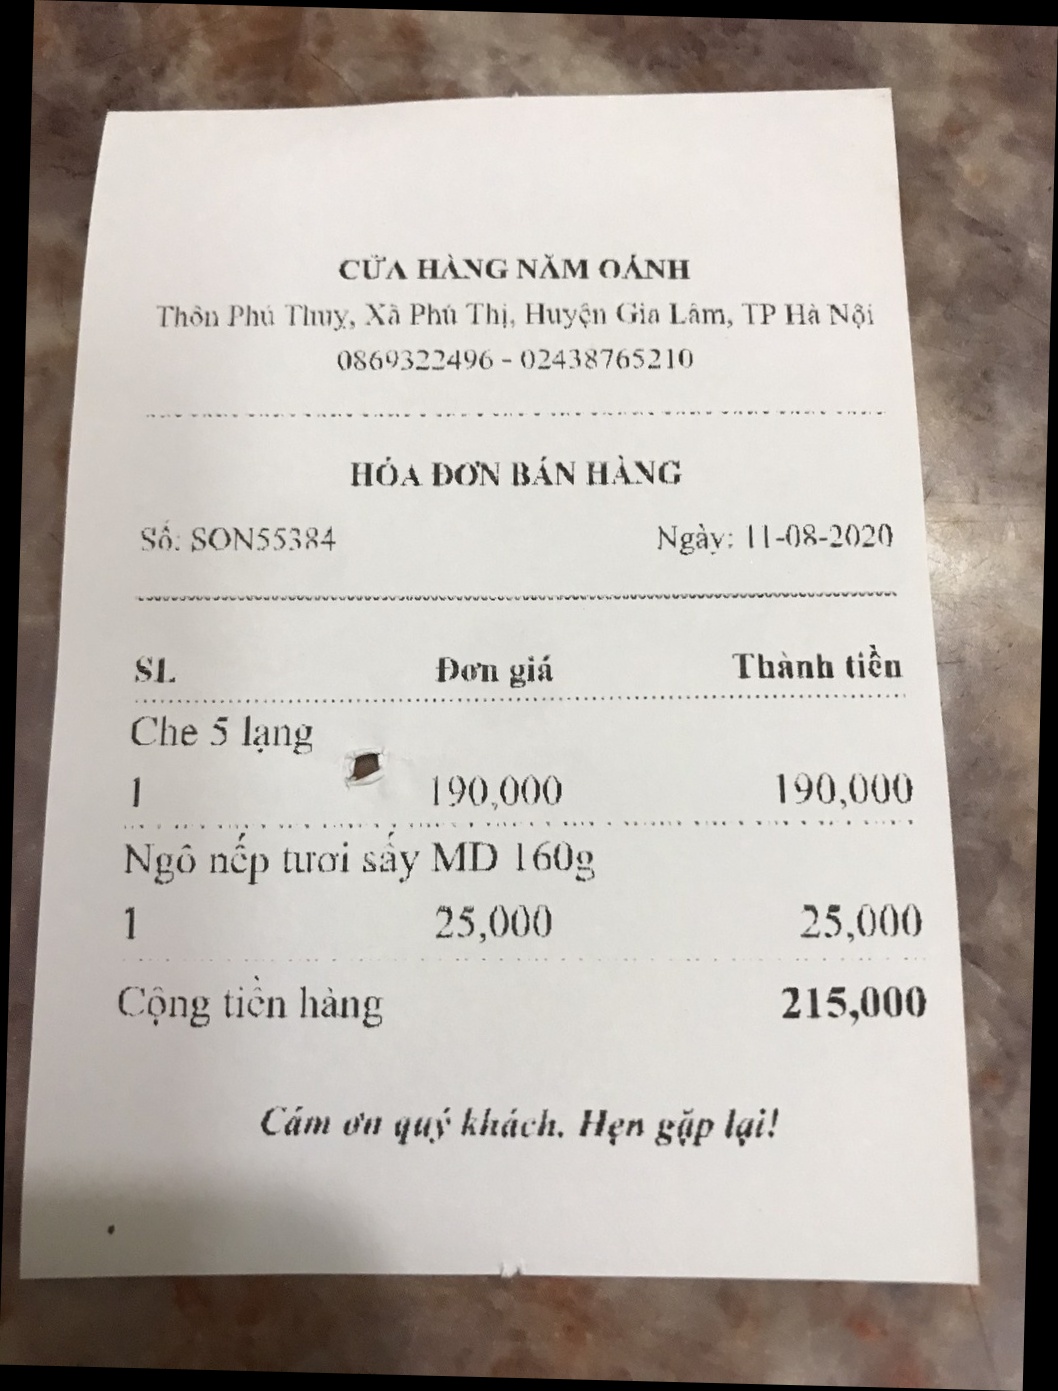 CỬA HÀNG NĂM OÁNH
Thôn Phú Thuỵ, Xã Phú Thị, Huyện Gia Lâm, TP Hà Nội
0869322496 - 02438765210
HÓA ĐƠN BÁN HÀNG
Số: SON55384 Ngày: 11-08-2020
SL Đơn giá Thành tiền
Che 5 lạng
1 190,000 190,000
Ngô nếp tươi sấy MD 160g
1 25,000 25,000
Cộng tiền hàng 215,000
Cám ơn quý khách. Hẹn gặp lại!